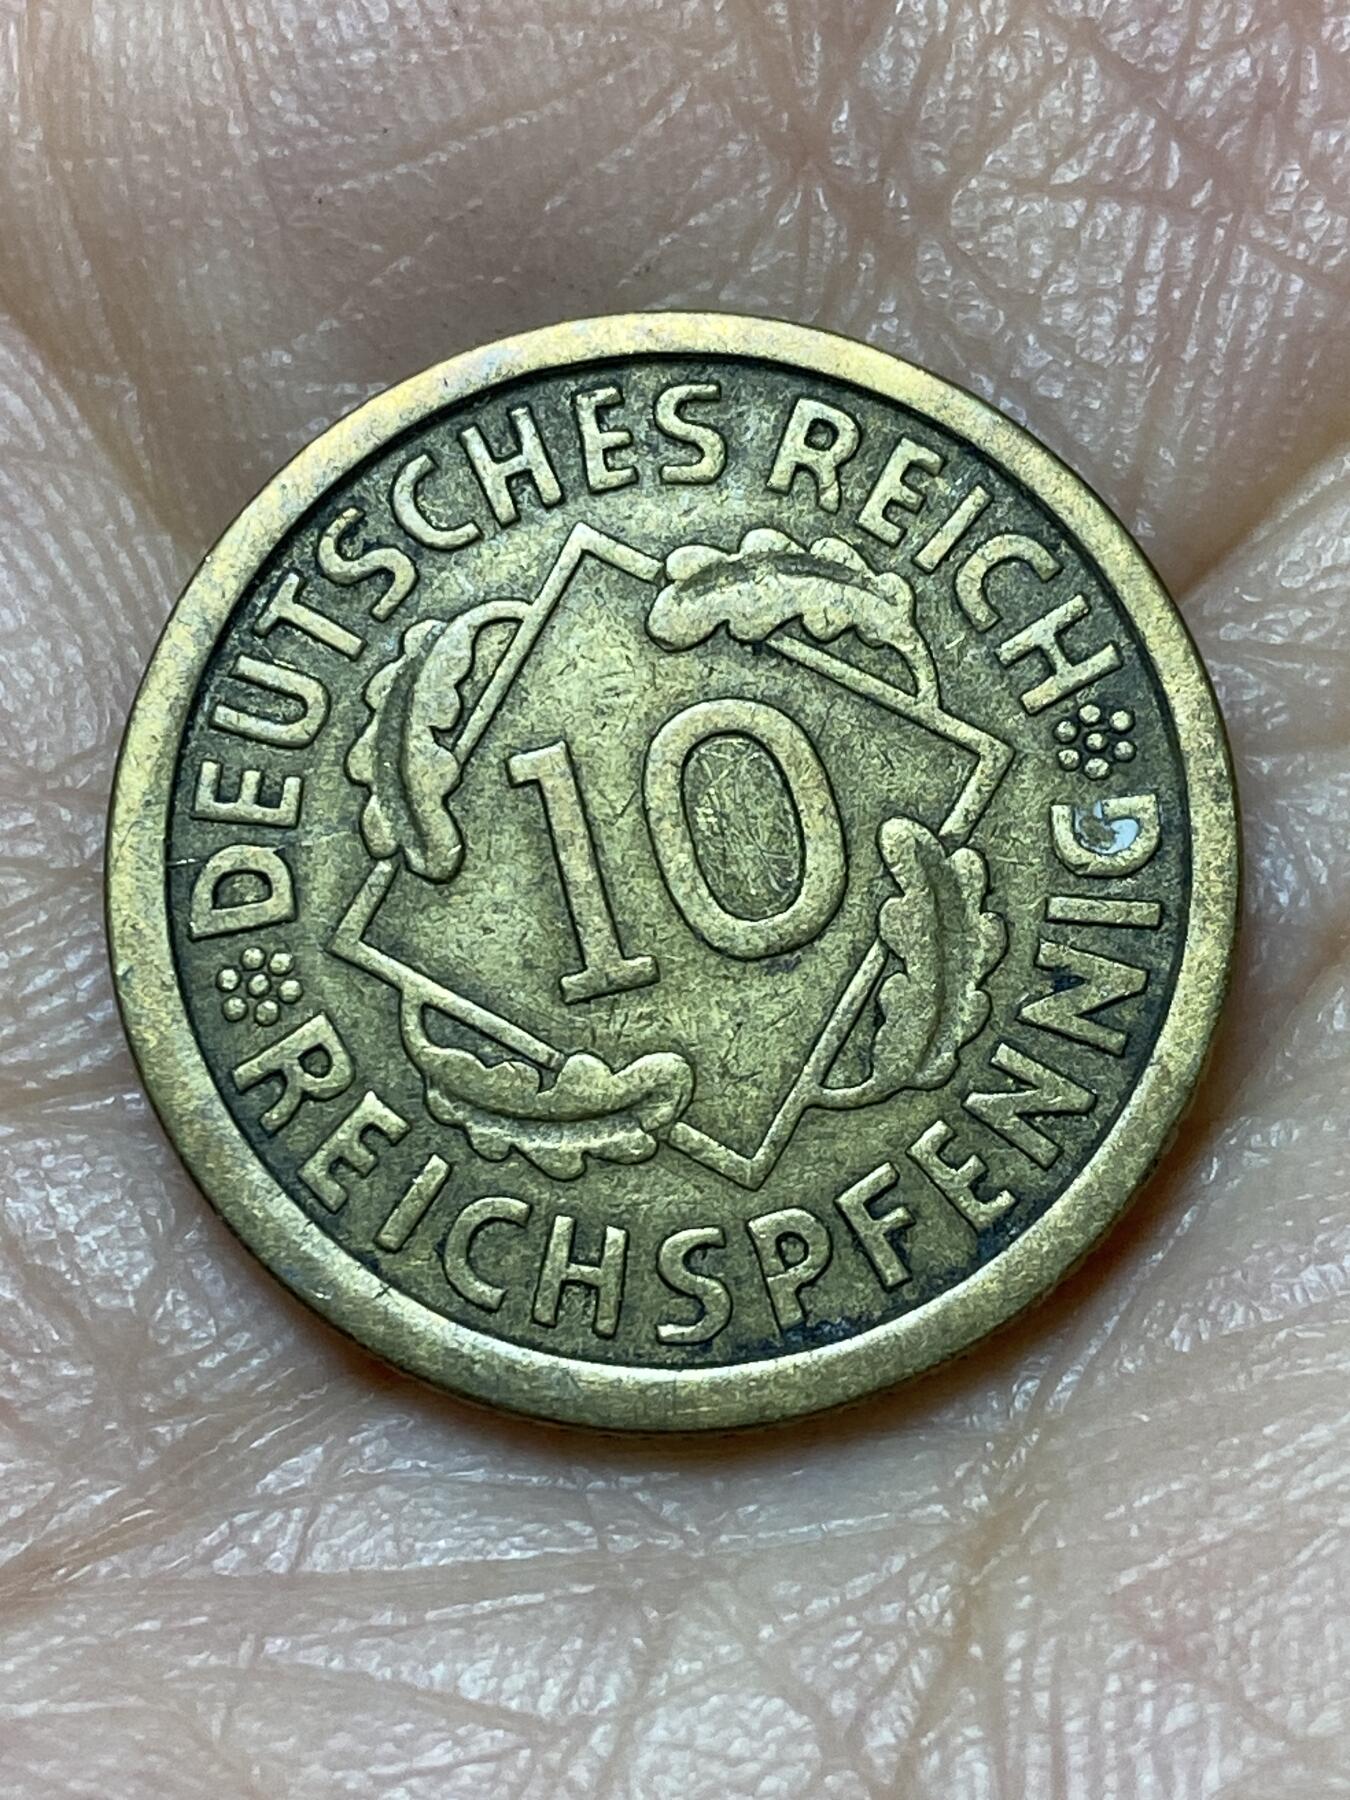 DEUTSCHES REICH
10
REICHSPFENNIG